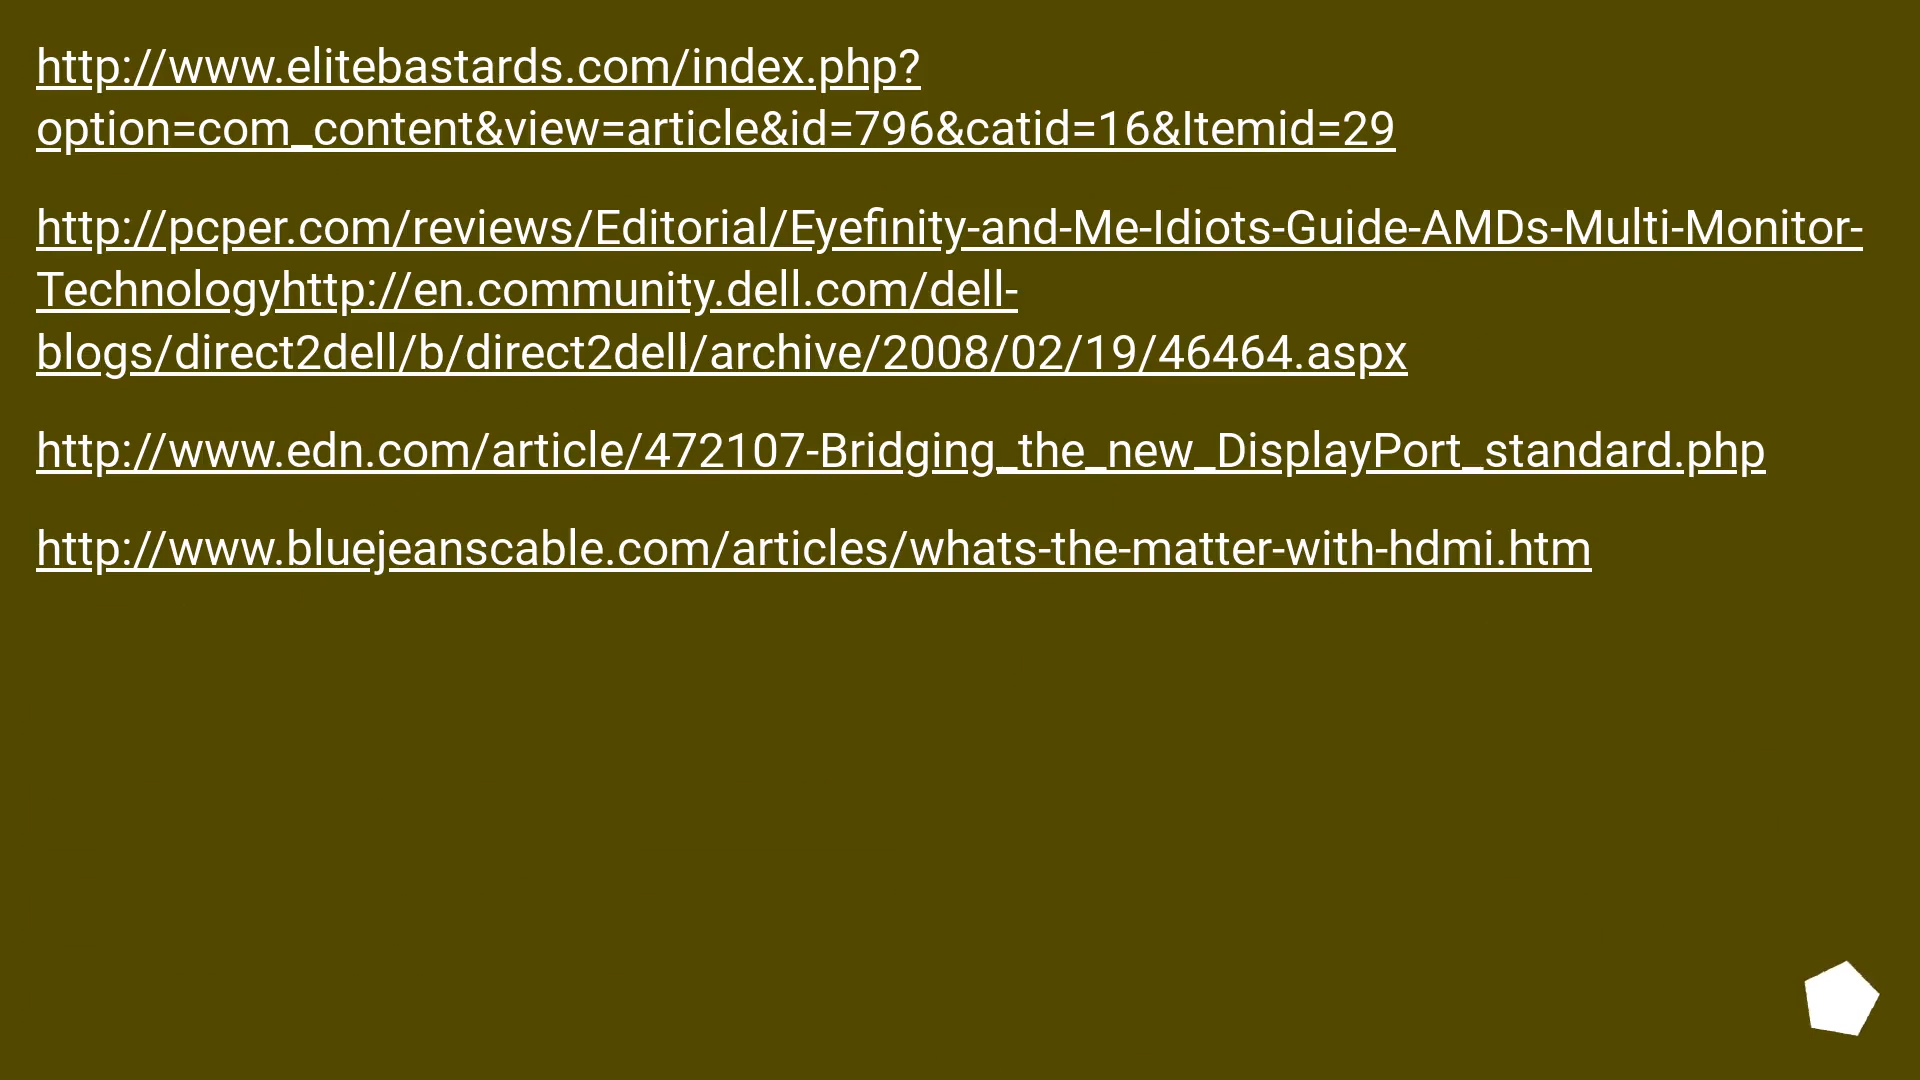 http://www.elitebastards.com/index.php?
option=com_content&view=article&id=796&catid=16&Itemid=29
http://pcper.com/reviews/Editorial/Eyefinity-and-Me-Idiots-Guide-AMDs-Multi-Monitor-
Technologyhttp://en.community.dell.com/dell-
blogs/direct2dell/b/direct2dell/archive/2008/02/19/46464.aspx
http://www.edn.com/article/472107-Bridging_the_new_DisplayPort_standard.php
http://www.bluejeanscable.com/articles/whats-the-matter-with-hdmi.htm